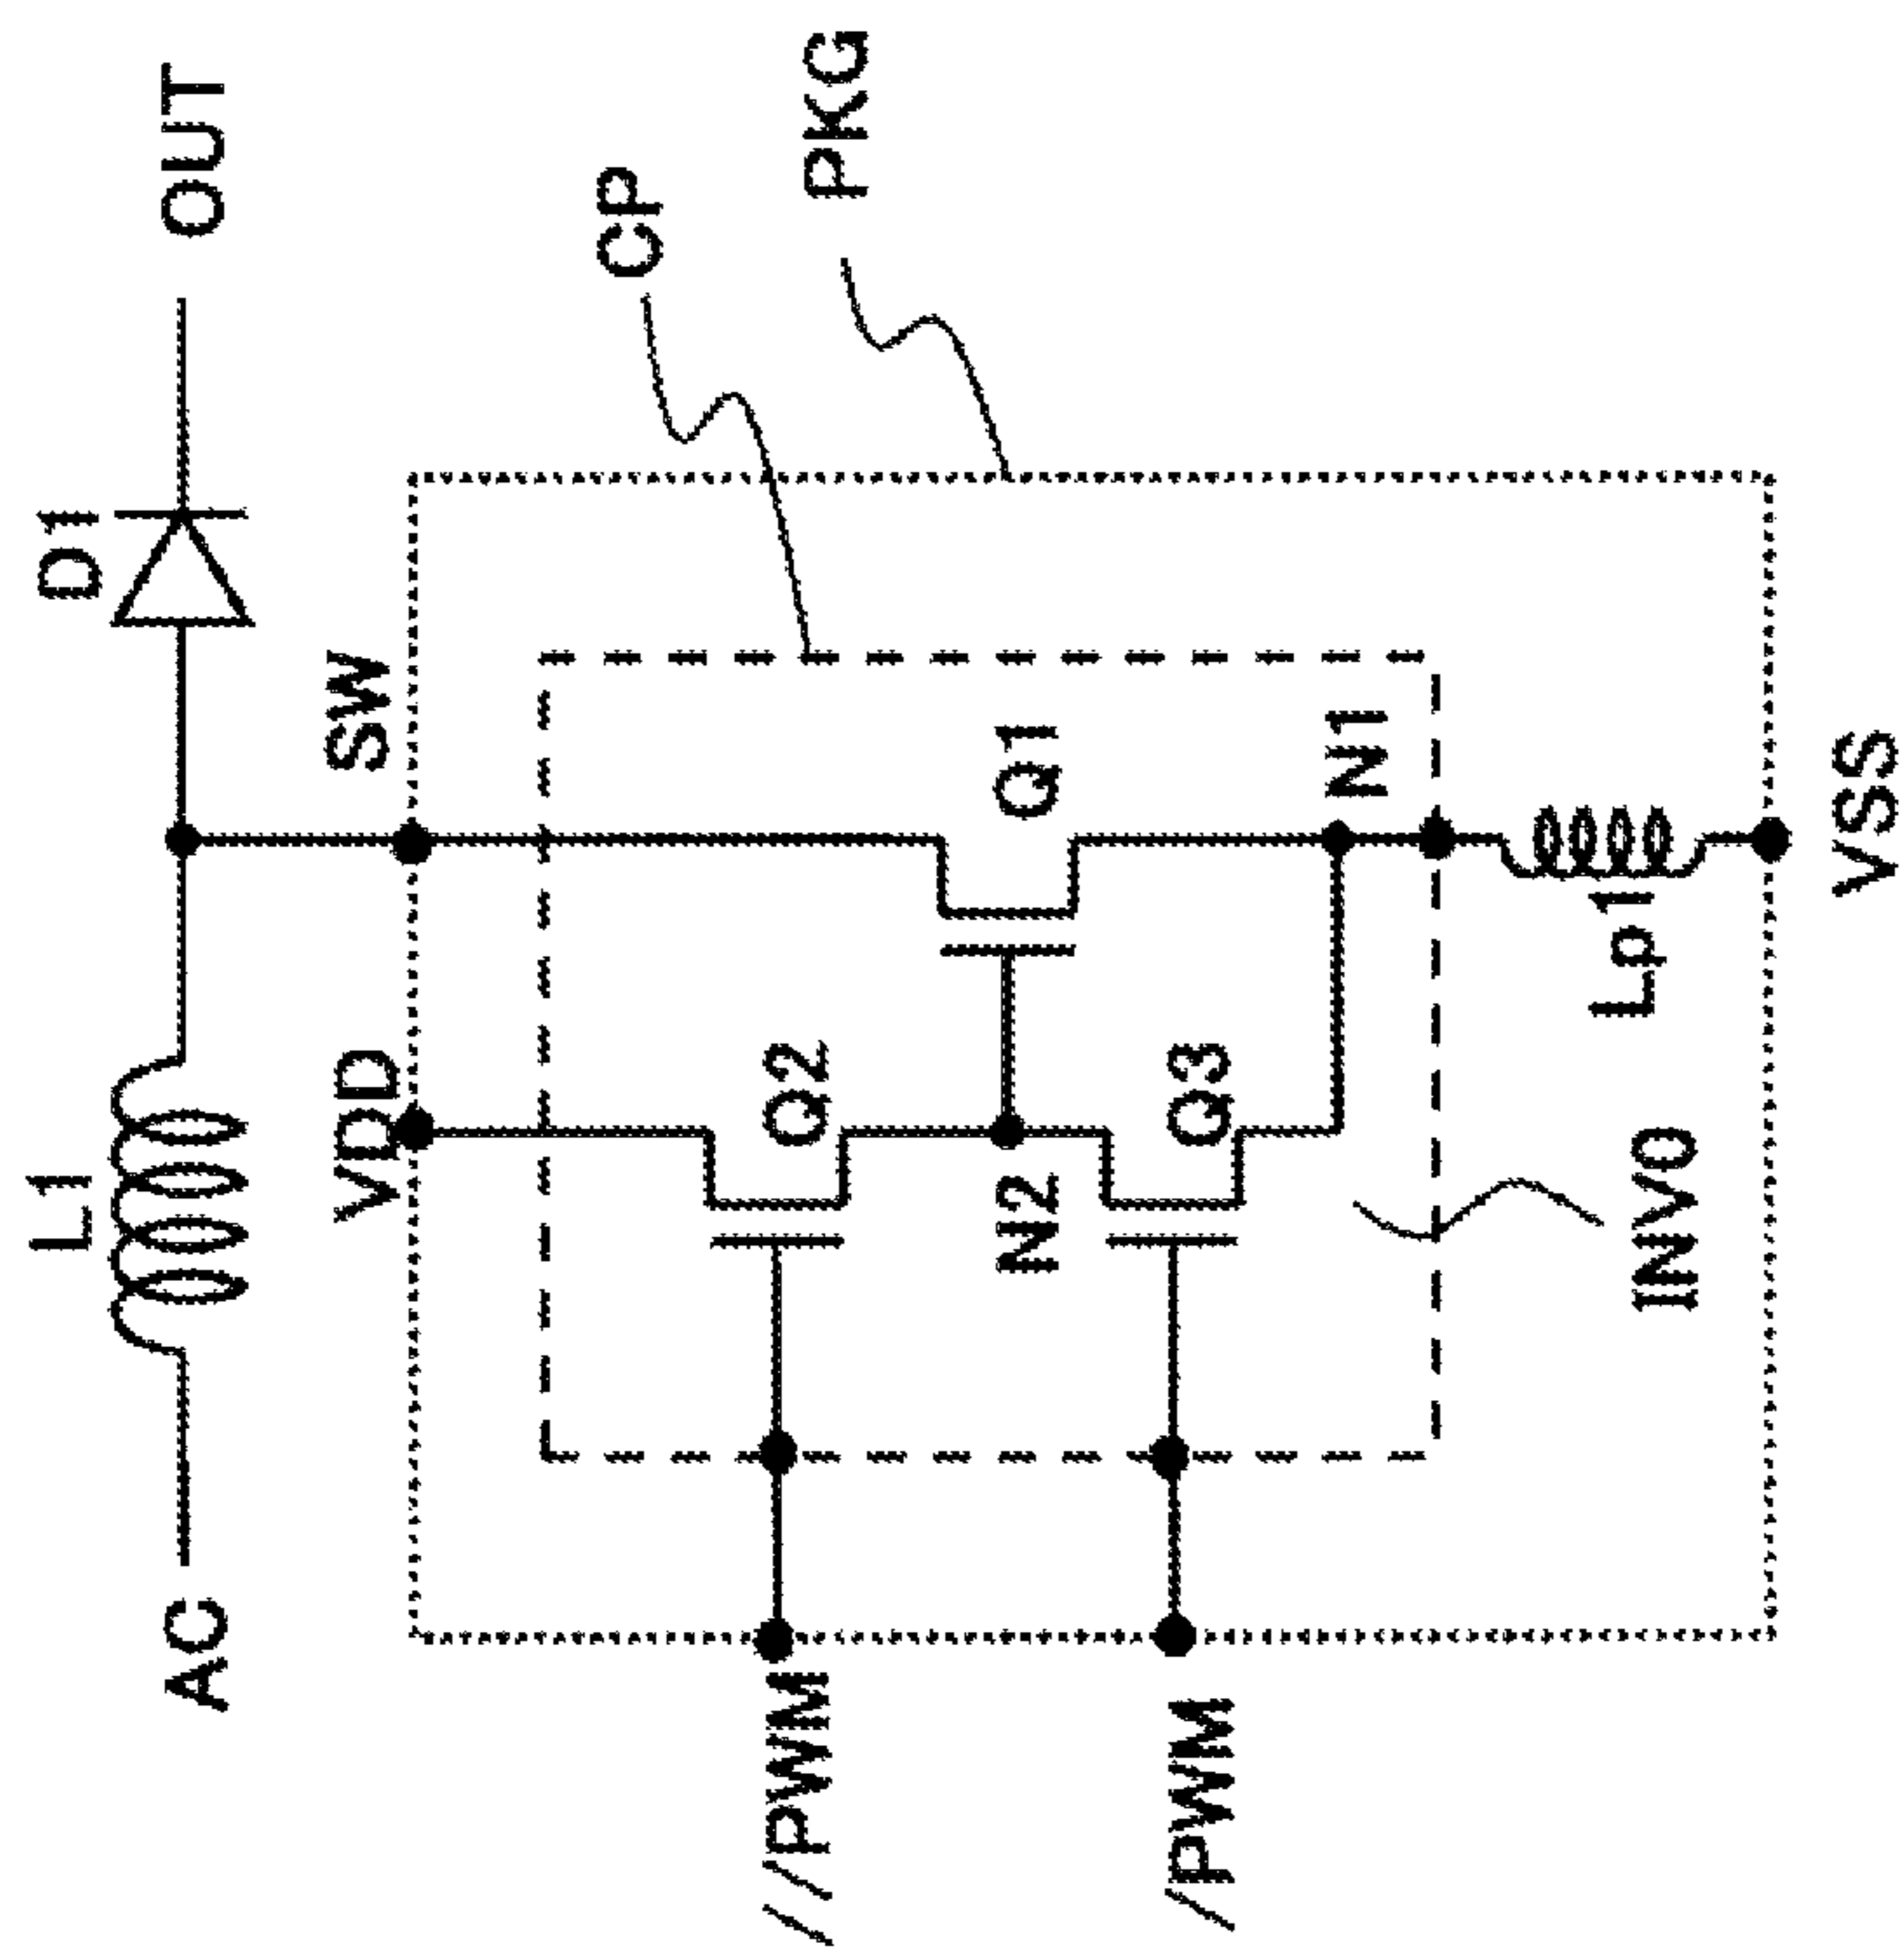 L1
D1
AC
OUT
VDD
SW
CP
PKG
//PWM
Q2
N2
Q1
/PWM
Q3
N1
INV0
Lp1
VSS